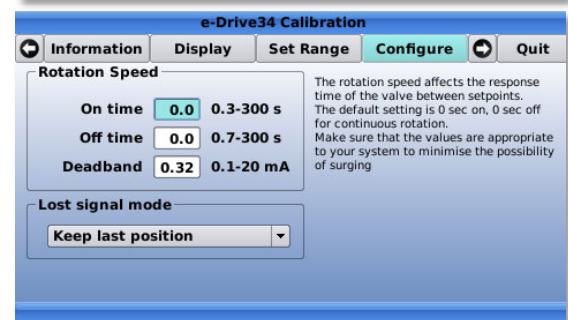 e-Drive34 Calibration
Information Display Set Range Configure Quit
Rotation Speed
On time 0.0 0.3-300 s
Off time 0.0 0.7-300 s
Deadband 0.32 0.1-20 mA
The rotation speed affects the response
time of the valve between setpoints.
The default setting is 0 sec on, 0 sec off
for continuous rotation.
Make sure that the values are appropriate
to your system to minimise the possibility
of surging
Lost signal mode
Keep last position